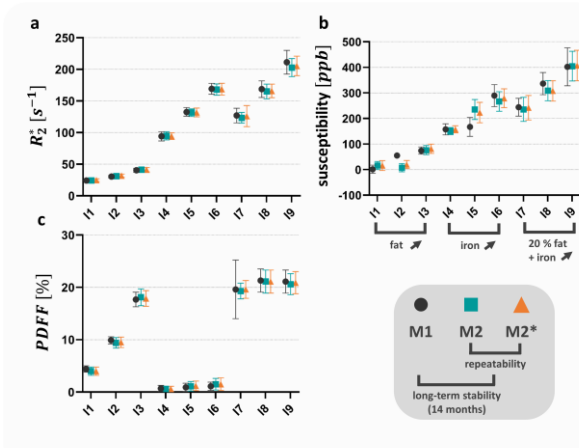 a
R₂* [s⁻¹]
250
200
150
100
50
0
I1 I2 I3 I4 I5 I6 I7 I8 I9
b
susceptibility [ppb]
500
400
300
200
100
0
-100
I1 I2 I3 I4 I5 I6 I7 I8 I9
fat ↗ iron ↗ 20 % fat
+ iron ↗
c
PDFF [%]
30
20
10
0
I1 I2 I3 I4 I5 I6 I7 I8 I9
M1 M2 M2*
repeatability
long-term stability
(14 months)